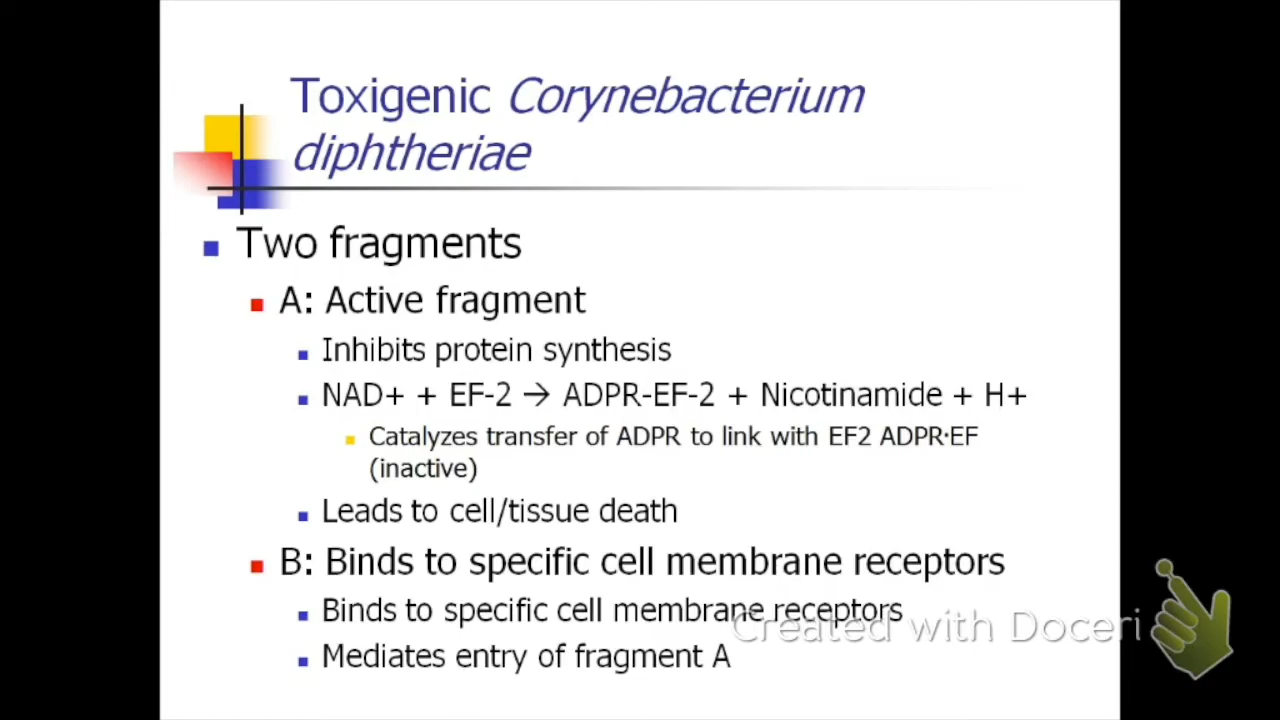 Toxigenic Corynebacterium
diphtheriae
Two fragments
A: Active fragment
Inhibits protein synthesis
NAD+ + EF-2 → ADPR-EF-2 + Nicotinamide + H+
Catalyzes transfer of ADPR to link with EF2 ADPR·EF
(inactive)
Leads to cell/tissue death
B: Binds to specific cell membrane receptors
Binds to specific cell membrane receptors
Created with Doceri
Mediates entry of fragment A